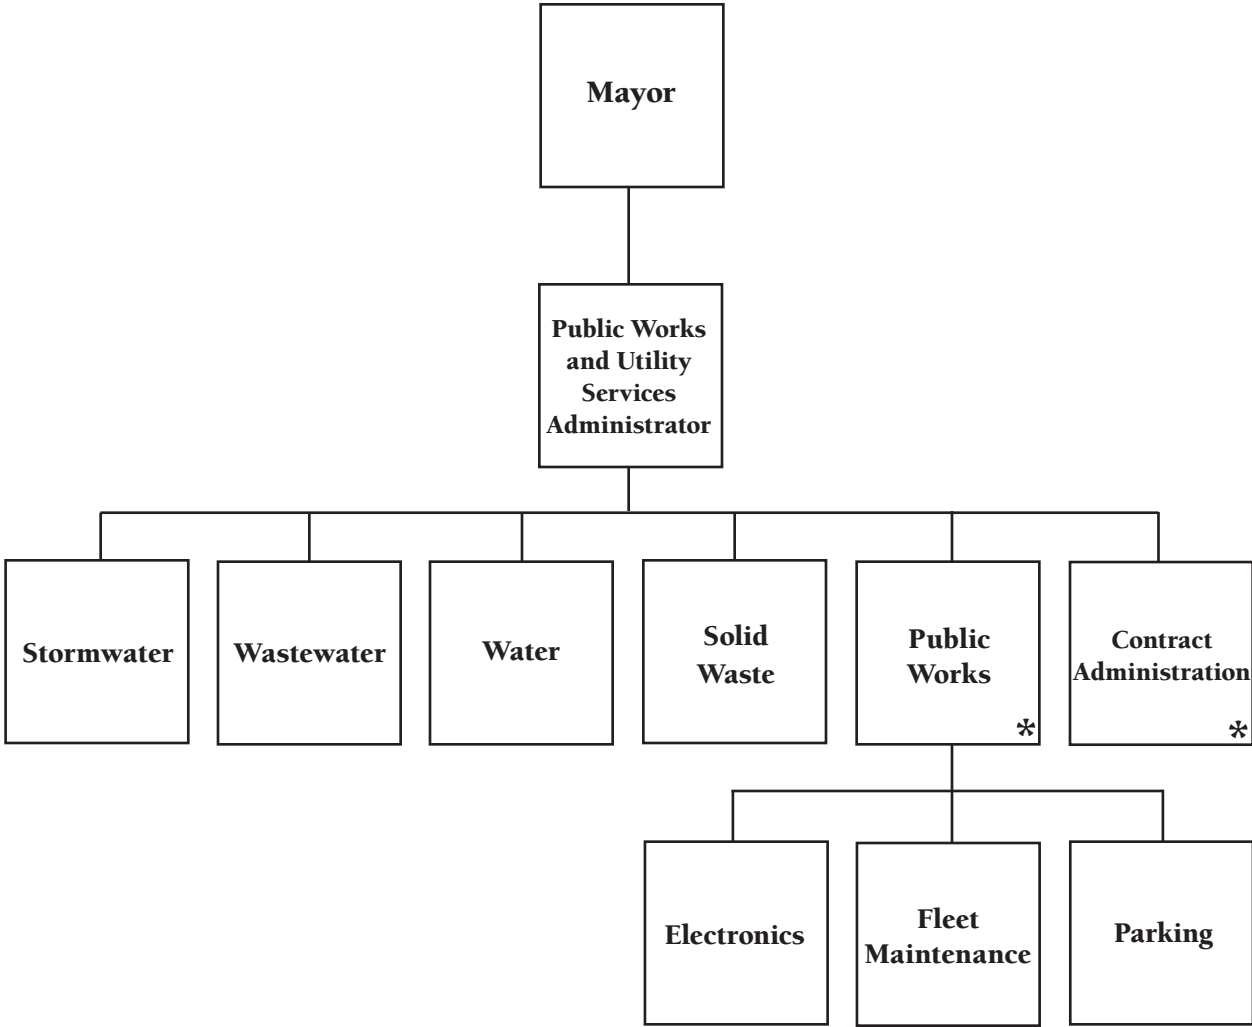 Mayor
Public Works
and Utility
Services
Administrator
Stormwater
Wastewater
Water
Solid
Waste
Public
Works
*
Contract
Administration
*
Electronics
Fleet
Maintenance
Parking